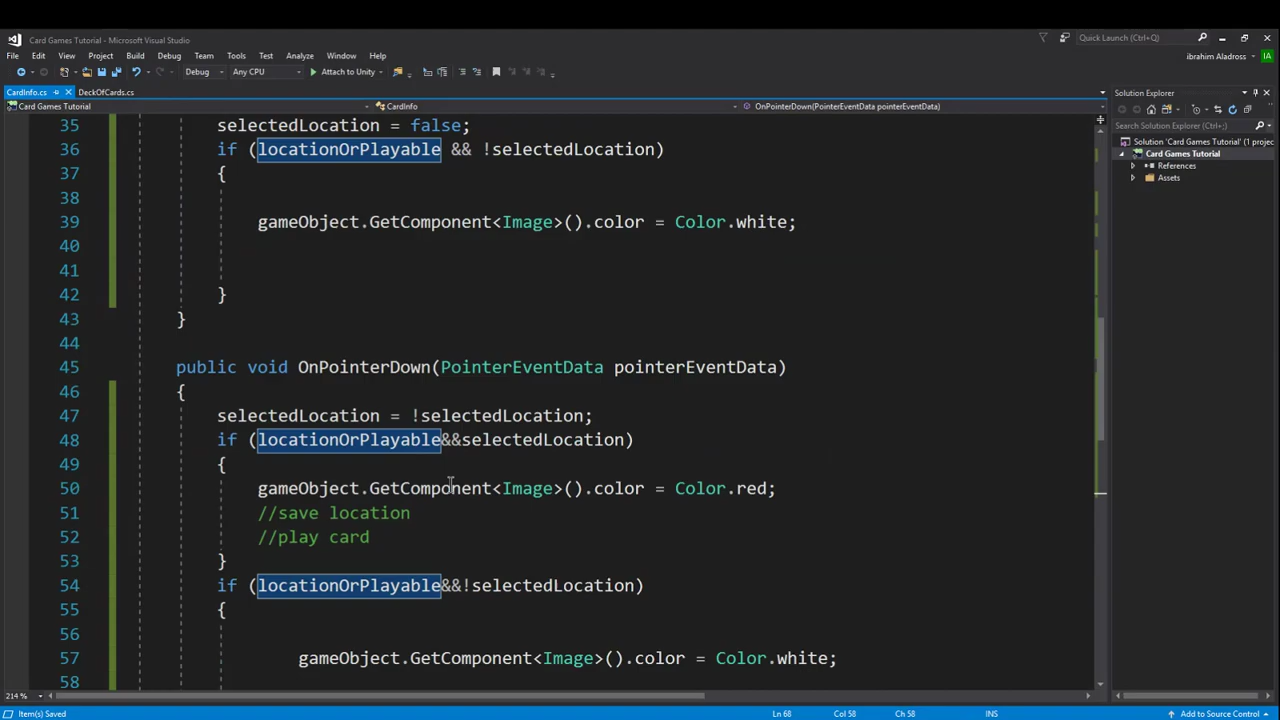 Card Games Tutorial - Microsoft Visual Studio
Quick Launch (Ctrl+Q)
File Edit View Project Build Debug Team Tools Test Analyze Window Help
ibrahim Aladross IA
Debug Any CPU Attach to Unity
CardInfo.cs DeckOfCards.cs
Solution Explorer
Card Games Tutorial CardInfo OnPointerDown(PointerEventData pointerEventData)
Search Solution Explorer (Ctrl+;)
Solution 'Card Games Tutorial' (1 projec
Card Games Tutorial
References
Assets
35 selectedLocation = false;
36 if (locationOrPlayable && !selectedLocation)
37 {
38
39 gameObject.GetComponent<Image>().color = Color.white;
40
41
42 }
43 }
44
45 public void OnPointerDown(PointerEventData pointerEventData)
46 {
47 selectedLocation = !selectedLocation;
48 if (locationOrPlayable&&selectedLocation)
49 {
50 gameObject.GetComponent<Image>().color = Color.red;
51 //save location
52 //play card
53 }
54 if (locationOrPlayable&&!selectedLocation)
55 {
56
57 gameObject.GetComponent<Image>().color = Color.white;
58
214 %
Item(s) Saved Ln 68 Col 58 Ch 58 INS Add to Source Control